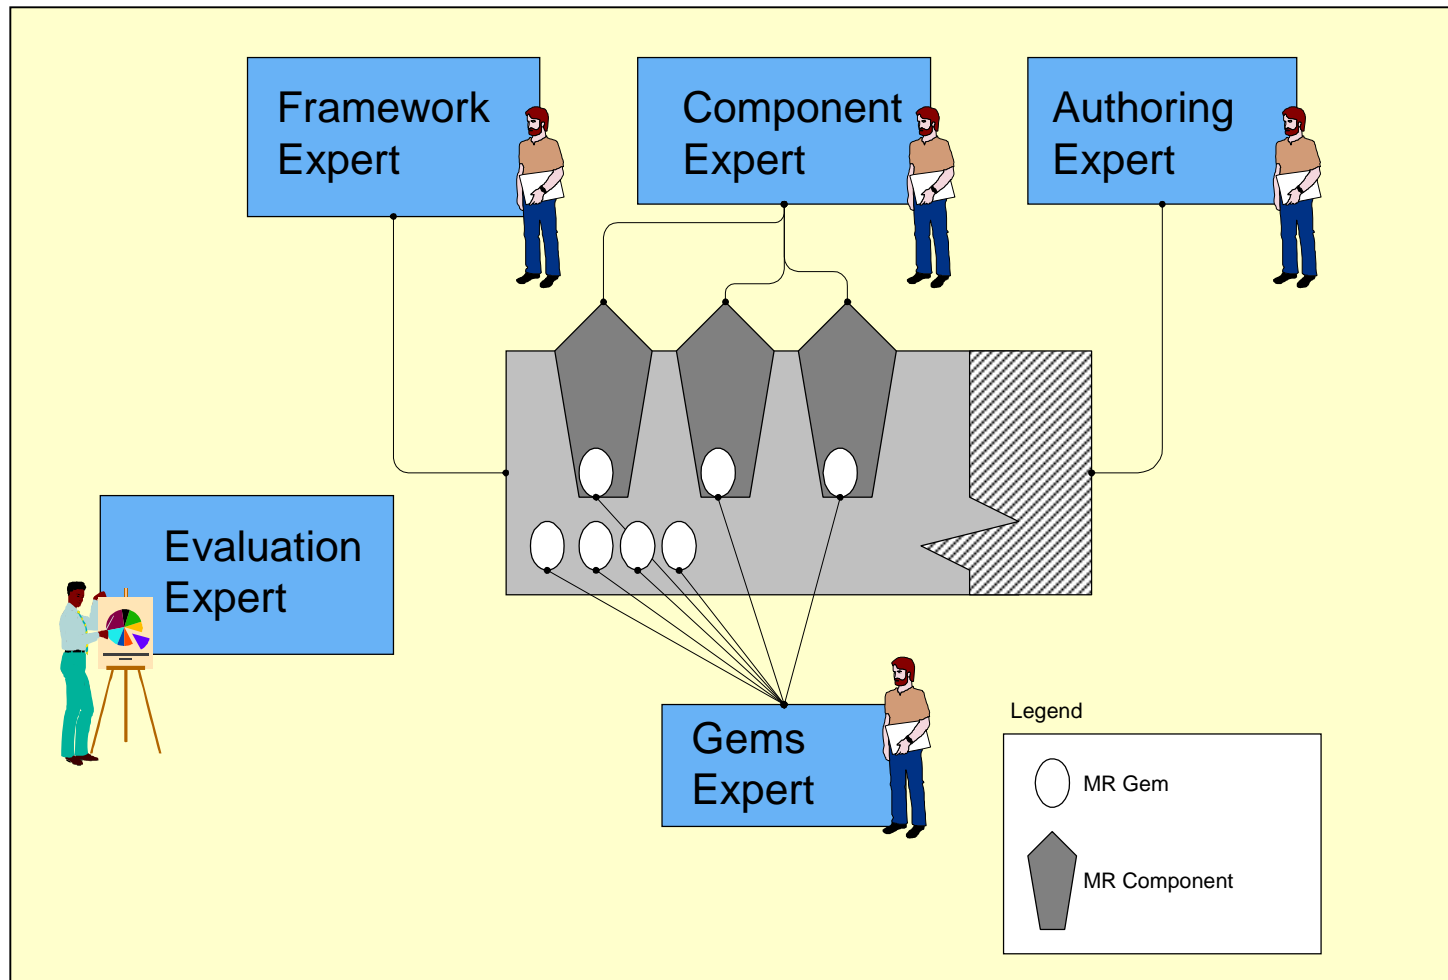 Framework
Expert
Component
Expert
Authoring
Expert
Evaluation
Expert
Gems
Expert
Legend
MR Gem
MR Component